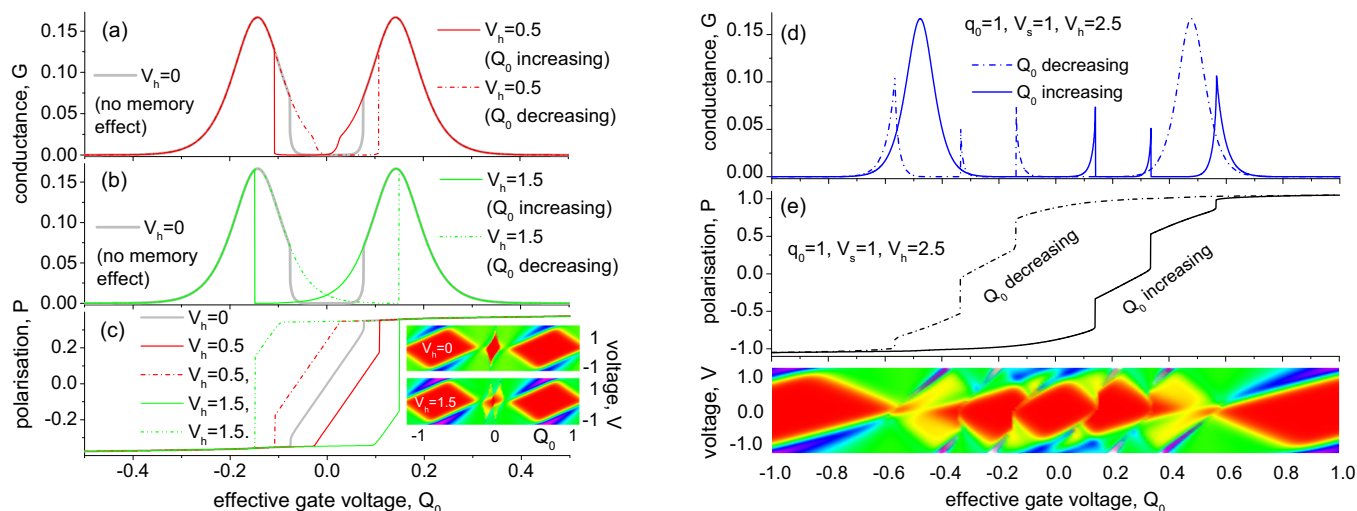 (a)
V_h=0
(no memory
effect)
V_h=0.5
(Q_0 increasing)
V_h=0.5
(Q_0 decreasing)
conductance, G
0.15
0.10
0.05
0.00
(b)
V_h=0
(no memory
effect)
V_h=1.5
(Q_0 increasing)
V_h=1.5
(Q_0 decreasing)
0.15
0.10
0.05
0.00
(c)
V_h=0
V_h=0.5
V_h=0.5,
V_h=1.5,
V_h=1.5.
polarisation, P
0.2
0.0
-0.2
V_h=0
V_h=1.5
1
-1
1
-1
voltage, V
-1
0
1
Q_0
-0.4 -0.2 0.0 0.2 0.4
effective gate voltage, Q_0
(d)
q_0=1, V_s=1, V_h=2.5
Q_0 decreasing
Q_0 increasing
conductance, G
0.15
0.10
0.05
0.00
(e)
q_0=1, V_s=1, V_h=2.5
Q_0 decreasing
Q_0 increasing
polarisation, P
1.0
0.5
0.0
-0.5
-1.0
voltage, V
1.0
0.0
-1.0
-1.0 -0.8 -0.6 -0.4 -0.2 0.0 0.2 0.4 0.6 0.8 1.0
effective gate voltage, Q_0